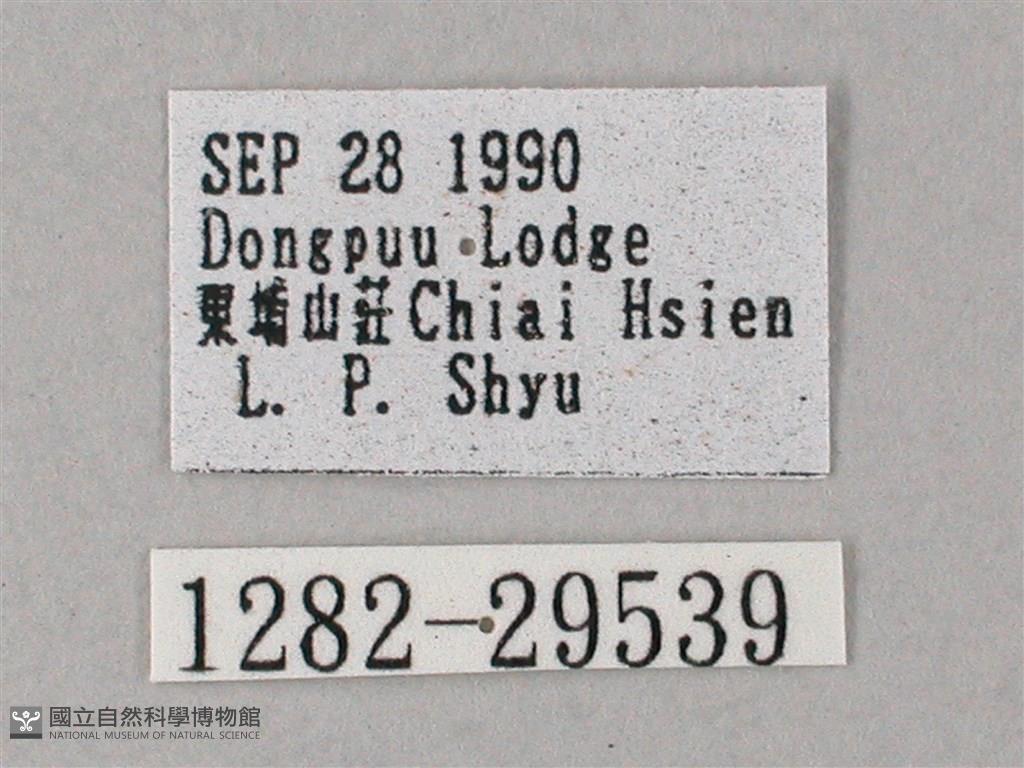 SEP 28 1990
Dongpuu Lodge
東埔山莊Chiai Hsien
L. P. Shyu
1282-29539
國立自然科學博物館
NATIONAL MUSEUM OF NATURAL SCIENCE